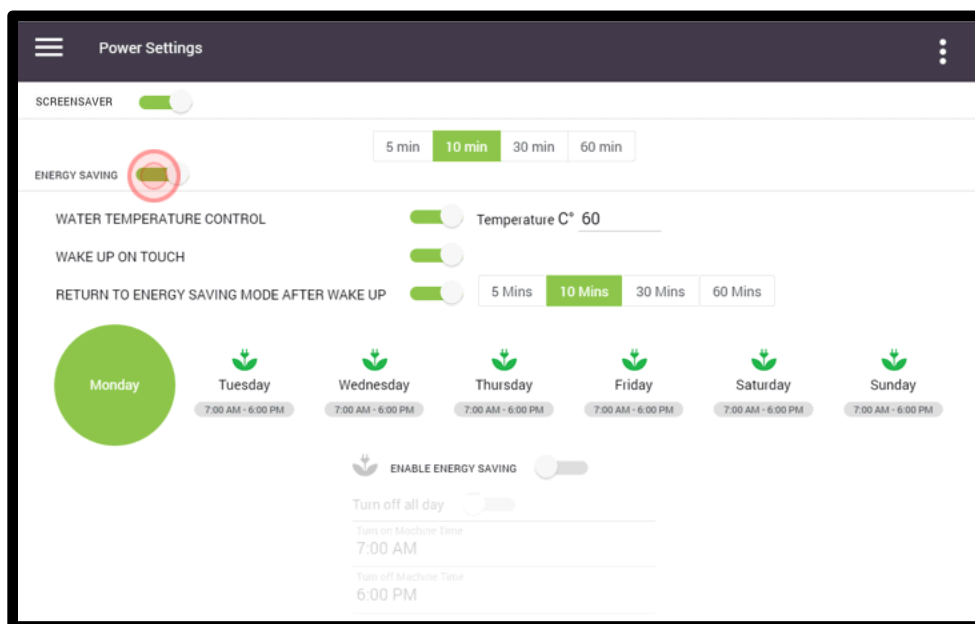 Power Settings
SCREENSAVER
5 min 10 min 30 min 60 min
ENERGY SAVING
WATER TEMPERATURE CONTROL Temperature C° 60
WAKE UP ON TOUCH
RETURN TO ENERGY SAVING MODE AFTER WAKE UP 5 Mins 10 Mins 30 Mins 60 Mins
Monday Tuesday Wednesday Thursday Friday Saturday Sunday
7:00 AM - 6:00 PM 7:00 AM - 6:00 PM 7:00 AM - 6:00 PM 7:00 AM - 6:00 PM 7:00 AM - 6:00 PM 7:00 AM - 6:00 PM
ENABLE ENERGY SAVING
Turn off all day
Turn on Machine Time
7:00 AM
Turn off Machine Time
6:00 PM